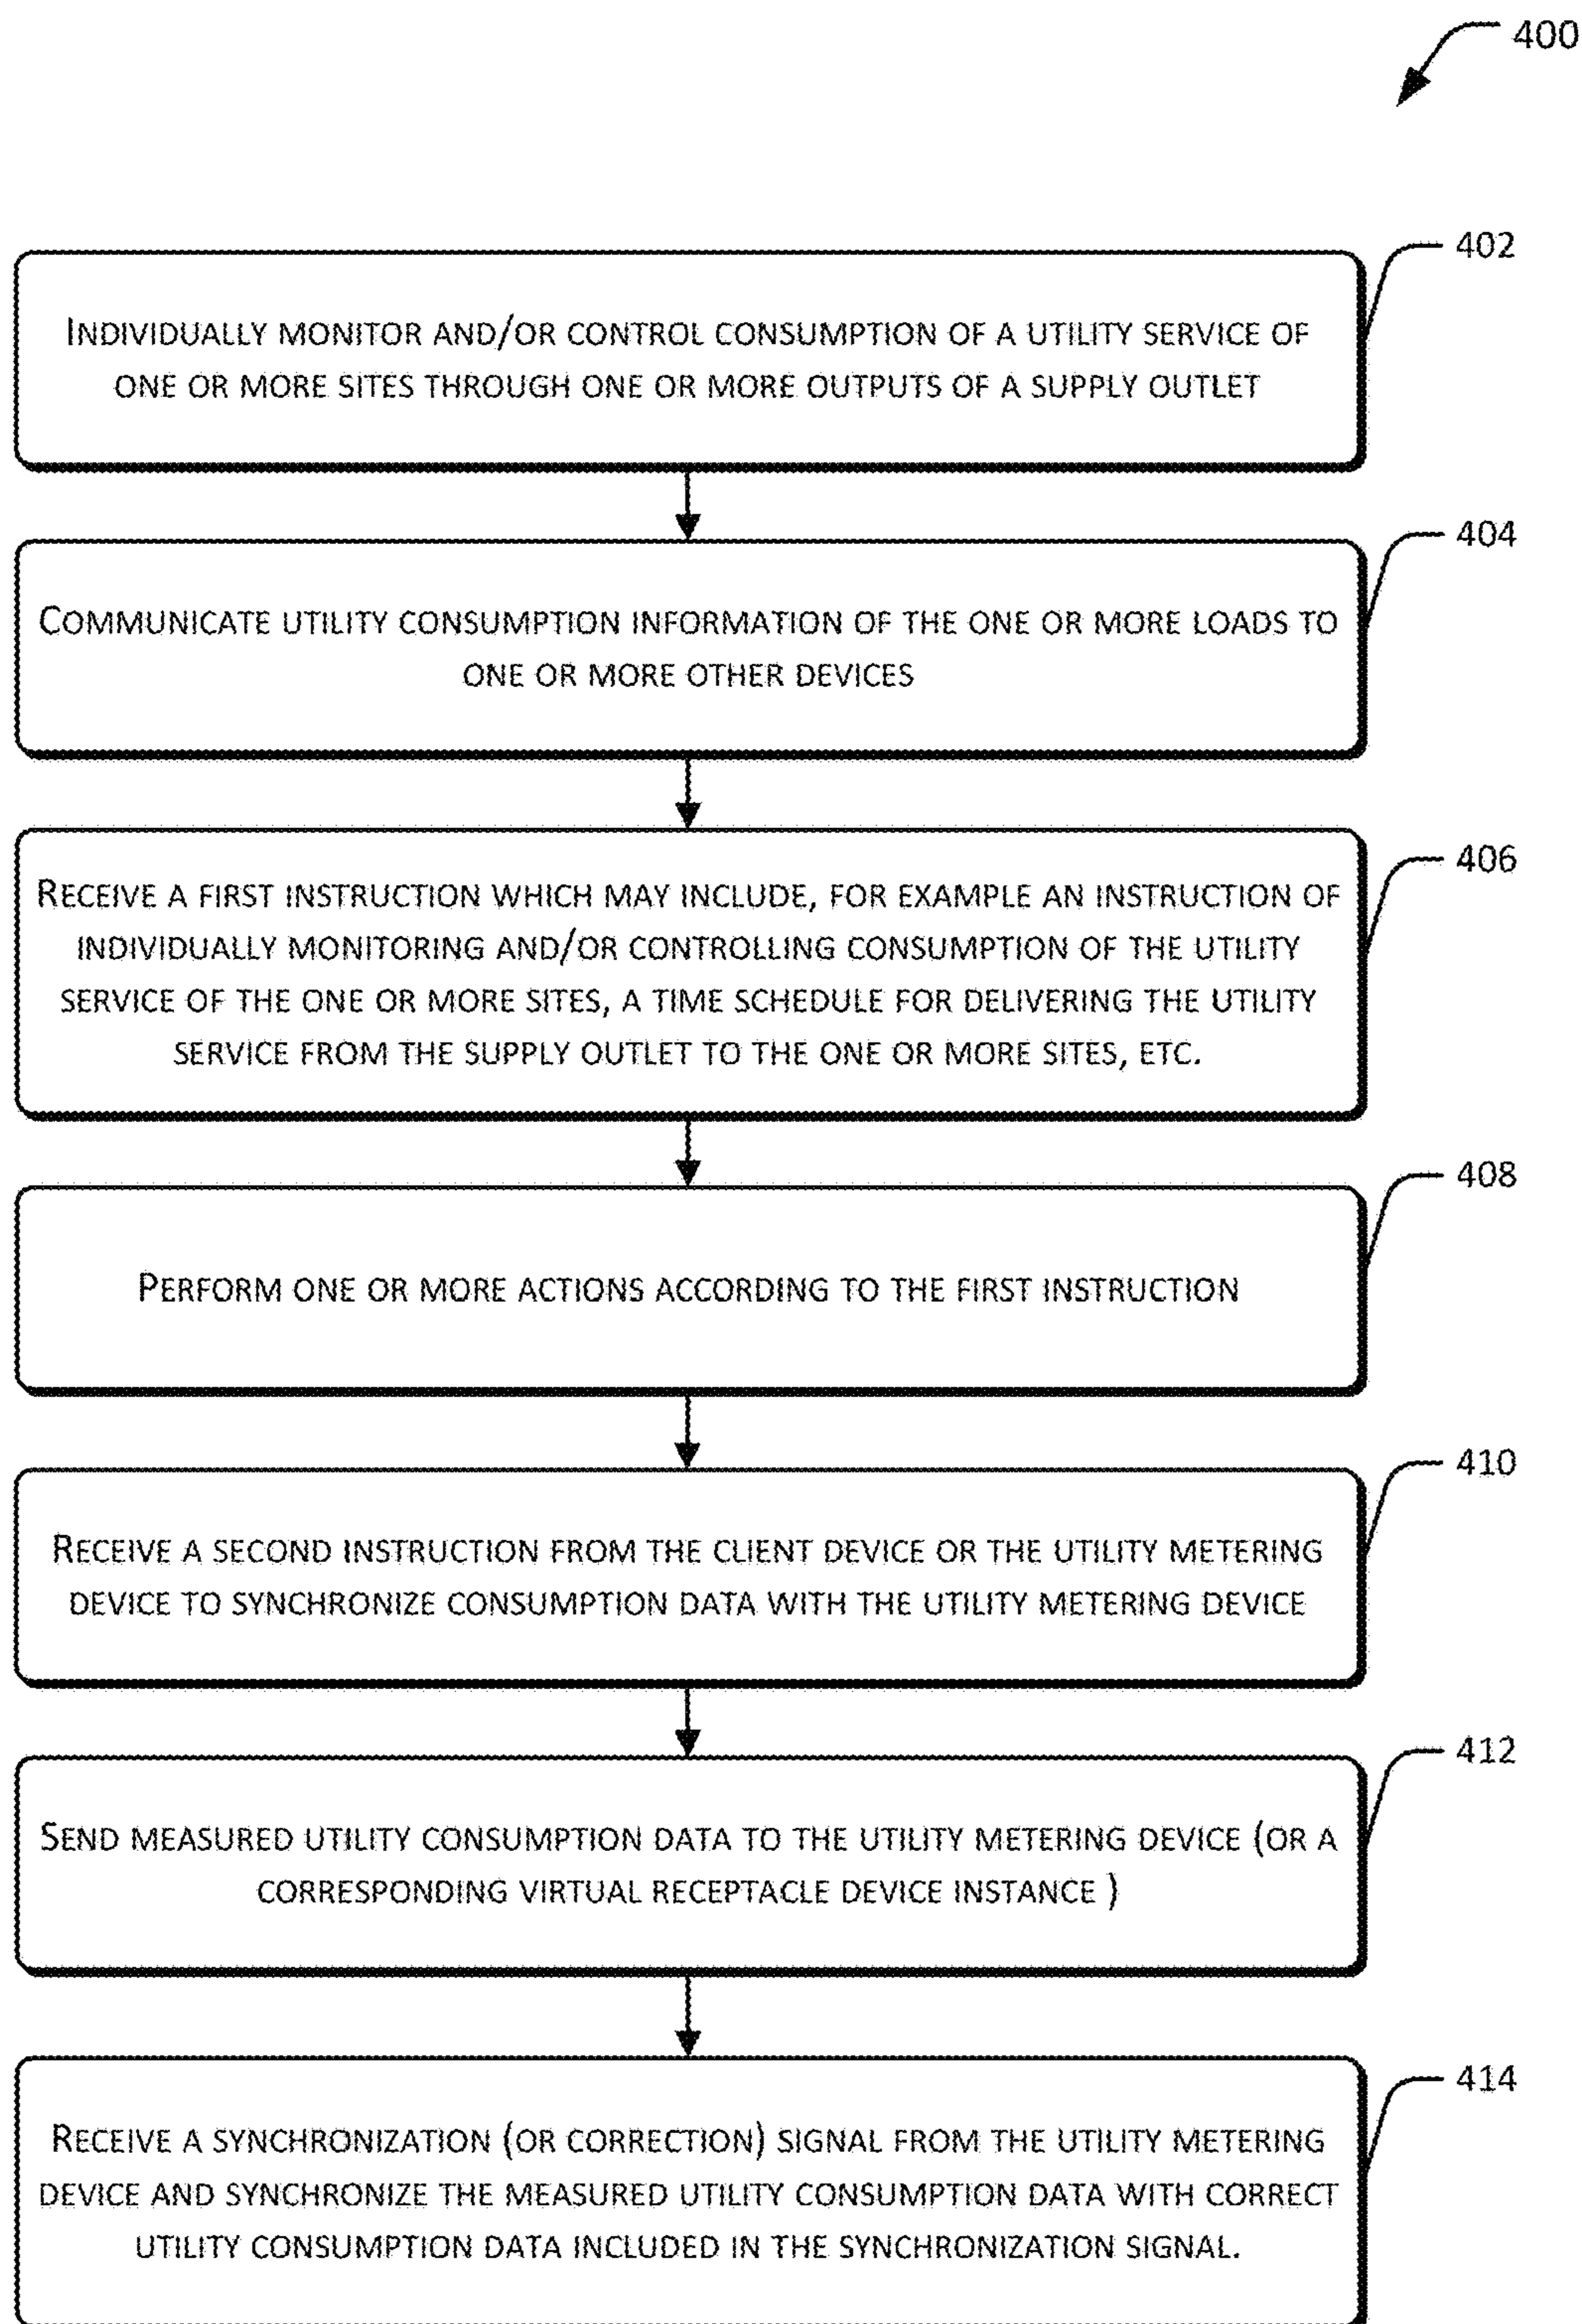 400
402
INDIVIDUALLY MONITOR AND/OR CONTROL CONSUMPTION OF A UTILITY SERVICE OF
ONE OR MORE SITES THROUGH ONE OR MORE OUTPUTS OF A SUPPLY OUTLET
404
COMMUNICATE UTILITY CONSUMPTION INFORMATION OF THE ONE OR MORE LOADS TO
ONE OR MORE OTHER DEVICES
406
RECEIVE A FIRST INSTRUCTION WHICH MAY INCLUDE, FOR EXAMPLE AN INSTRUCTION OF
INDIVIDUALLY MONITORING AND/OR CONTROLLING CONSUMPTION OF THE UTILITY
SERVICE OF THE ONE OR MORE SITES, A TIME SCHEDULE FOR DELIVERING THE UTILITY
SERVICE FROM THE SUPPLY OUTLET TO THE ONE OR MORE SITES, ETC.
408
PERFORM ONE OR MORE ACTIONS ACCORDING TO THE FIRST INSTRUCTION
410
RECEIVE A SECOND INSTRUCTION FROM THE CLIENT DEVICE OR THE UTILITY METERING
DEVICE TO SYNCHRONIZE CONSUMPTION DATA WITH THE UTILITY METERING DEVICE
412
SEND MEASURED UTILITY CONSUMPTION DATA TO THE UTILITY METERING DEVICE (OR A
CORRESPONDING VIRTUAL RECEPTACLE DEVICE INSTANCE )
414
RECEIVE A SYNCHRONIZATION (OR CORRECTION) SIGNAL FROM THE UTILITY METERING
DEVICE AND SYNCHRONIZE THE MEASURED UTILITY CONSUMPTION DATA WITH CORRECT
UTILITY CONSUMPTION DATA INCLUDED IN THE SYNCHRONIZATION SIGNAL.